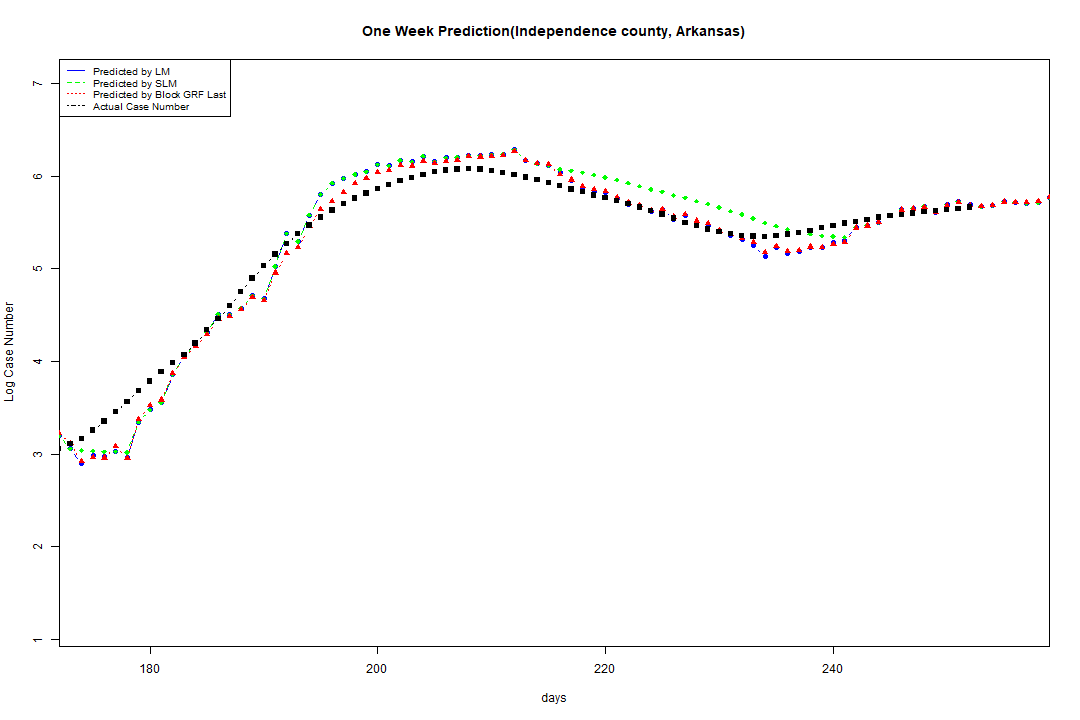 One Week Prediction(Independence county, Arkansas)
Predicted by LM
Predicted by SLM
Predicted by Block GRF Last
Actual Case Number
Log Case Number
7
6
5
4
3
2
1
180 200 220 240
days